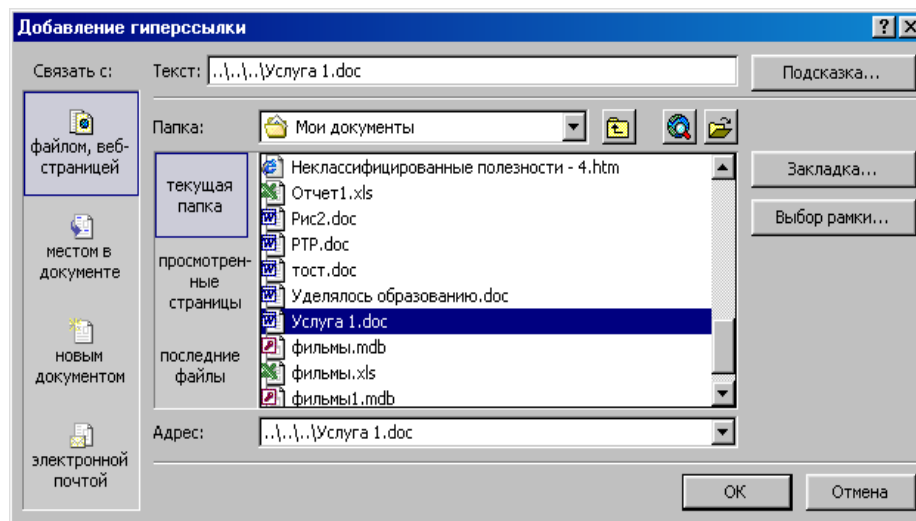 Добавление гиперссылки
Связать с:
Текст: ..\..\..\Услуга 1.doc
Подсказка...
файлом, веб-
страницей
местом в
документе
новым
документом
электронной
почтой
Папка:
Мои документы
текущая
папка
просмотрен-
ные
страницы
последние
файлы
Неклассифицированные полезности - 4.htm
Отчет1.xls
Рис2.doc
РТР.doc
тост.doc
Уделялось образованию.doc
Услуга 1.doc
фильмы.mdb
фильмы.xls
фильмы1.mdb
Закладка...
Выбор рамки...
Адрес: ..\..\..\Услуга 1.doc
ОК
Отмена